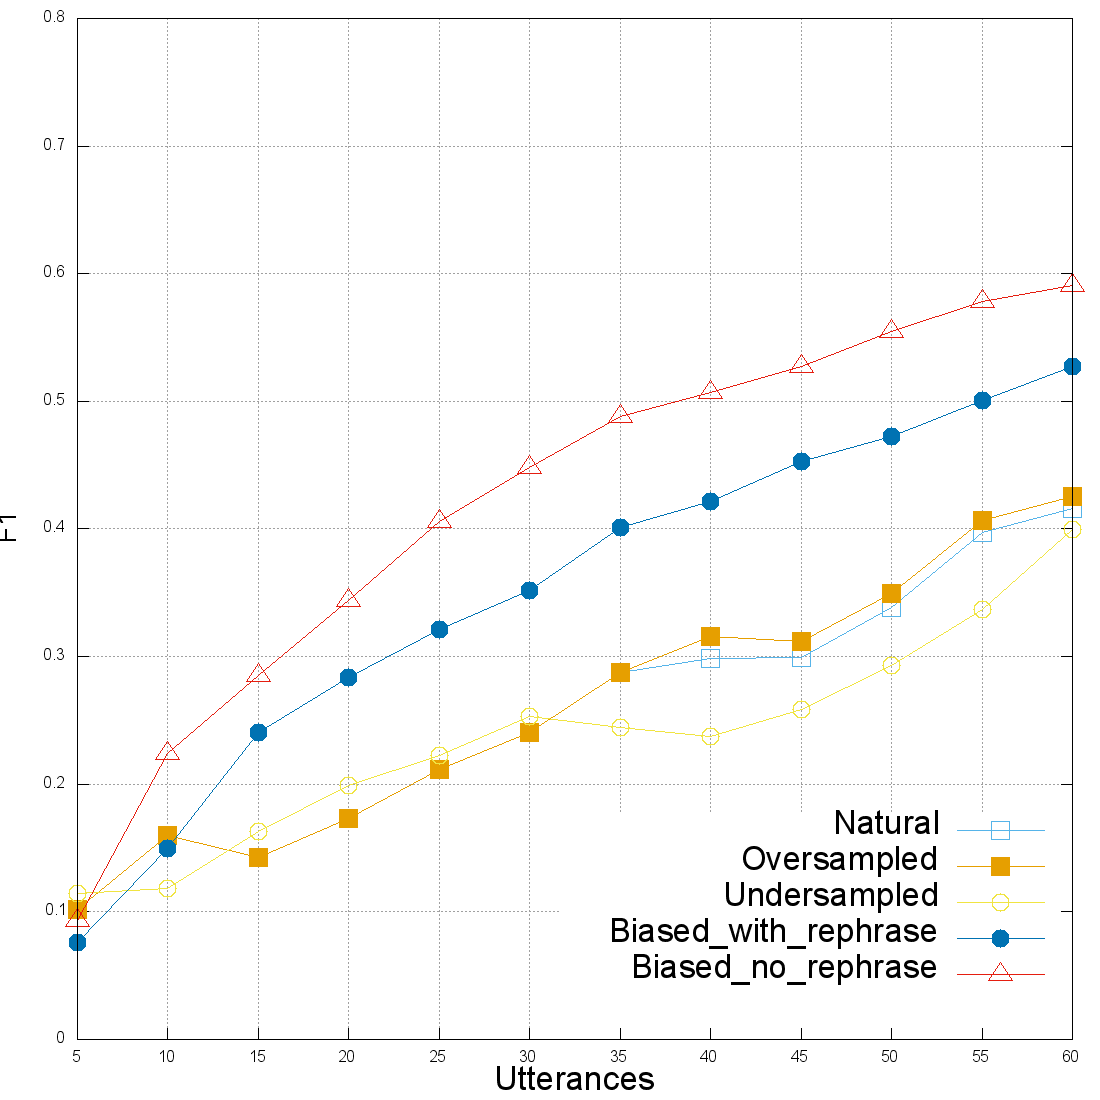 0.8
0.7
0.6
0.5
0.4
0.3
0.2
0.1
0
F1
Natural
Oversampled
Undersampled
Biased_with_rephrase
Biased_no_rephrase
5 10 15 20 25 30 35 40 45 50 55 60
Utterances